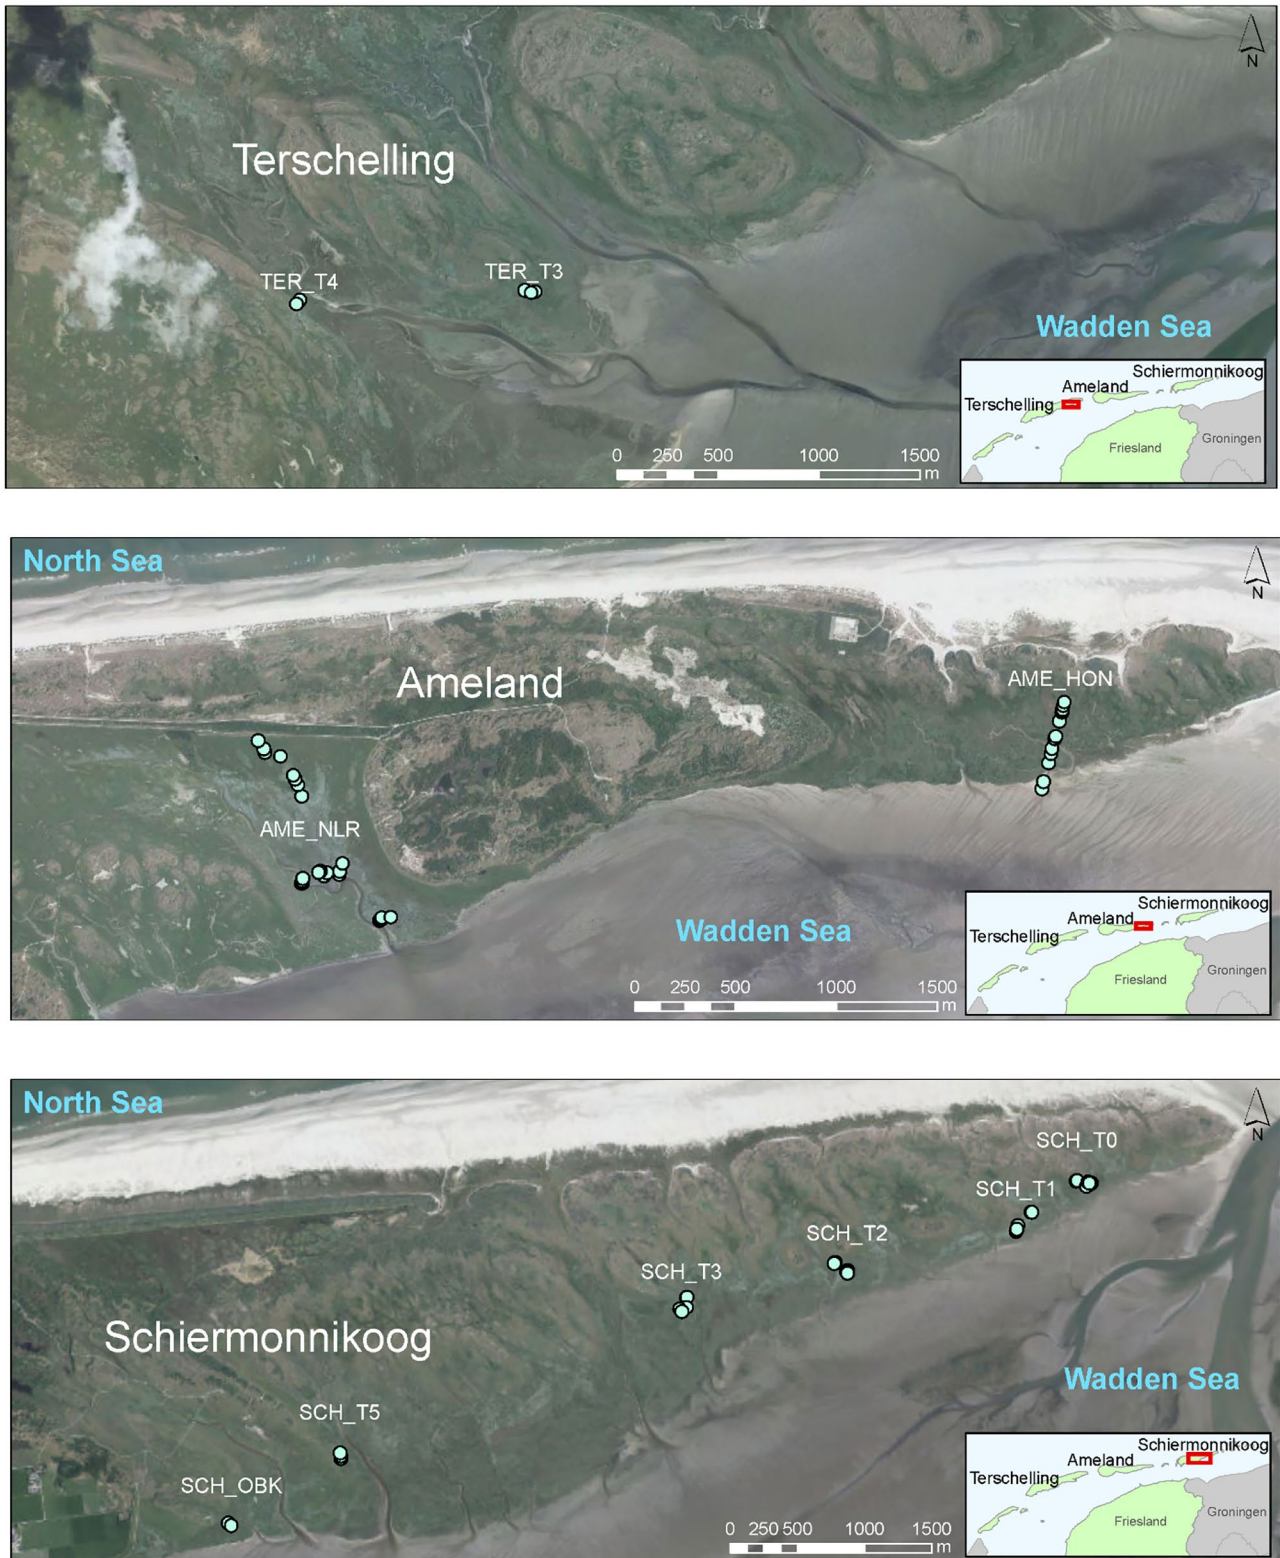 N
Terschelling
TER_T4
TER_T3
Wadden Sea
Schiermonnikoog
Ameland
Terschelling
Groningen
Friesland
0 250 500 1000 1500
m
North Sea
N
Ameland
AME_HON
AME_NLR
Wadden Sea
Schiermonnikoog
Ameland
Terschelling
Groningen
Friesland
0 250 500 1000 1500
m
North Sea
N
SCH_T0
SCH_T1
SCH_T2
SCH_T3
Schiermonnikoog
Wadden Sea
SCH_T5
Schiermonnikoog
Ameland
Terschelling
SCH_OBK
Groningen
Friesland
0 250 500 1000 1500
m